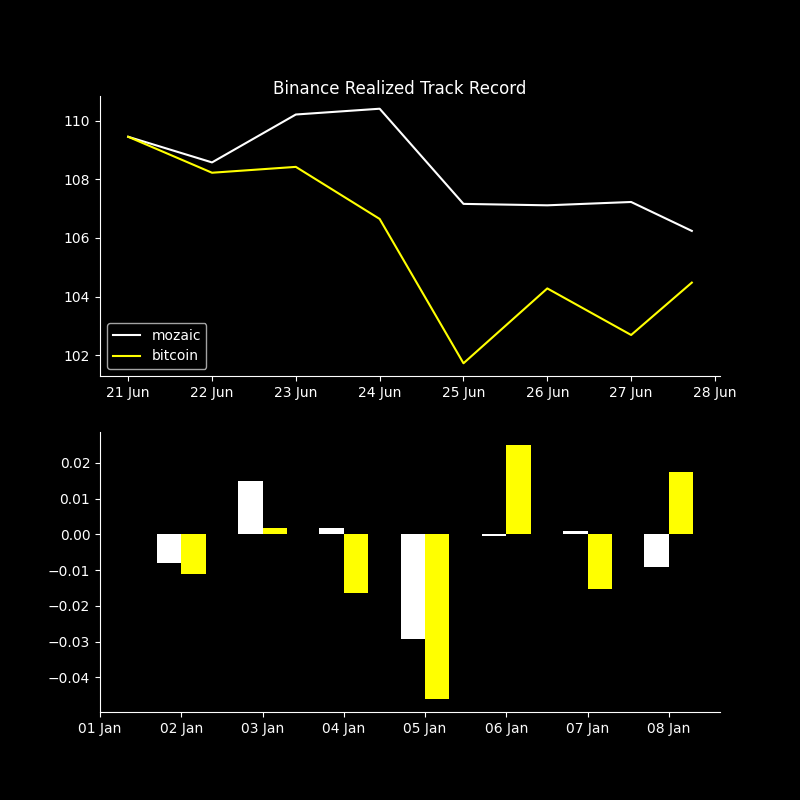 Binance Realized Track Record
110
108
106
104
102
mozaic
bitcoin
21 Jun 22 Jun 23 Jun 24 Jun 25 Jun 26 Jun 27 Jun 28 Jun
0.02
0.01
0.00
−0.01
−0.02
−0.03
−0.04
01 Jan 02 Jan 03 Jan 04 Jan 05 Jan 06 Jan 07 Jan 08 Jan